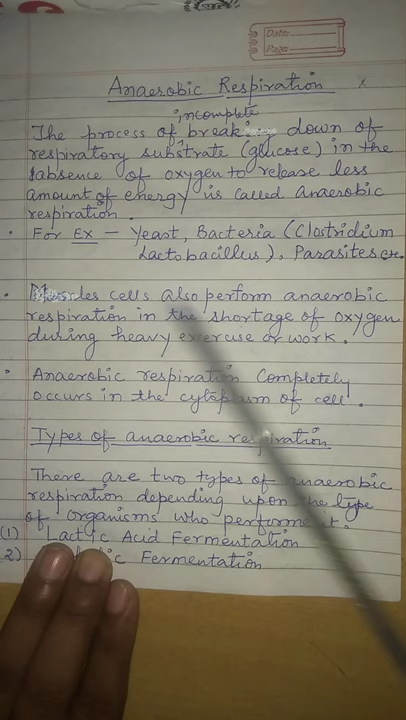 Date:
Page:
Anaerobic Respiration
incomplete
The process of break down of
respiratory substrate (glucose) in the
absence of oxygen to release less
amount of energy is called anaerobic
respiration.
For Ex - Yeast, Bacteria (Clostridium
Lactobacillus), Parasites etc.
Muscles cells also perform anaerobic
respiration in the shortage of oxygen
during heavy exercise or work.
Anaerobic respiration Completely
occurs in the cytoplasm of cell.
Types of anaerobic respiration
There are two types of anaerobic
respiration depending upon the type
of organisms who perform it.
(1) Lactic Acid Fermentation
(2) Fermentation